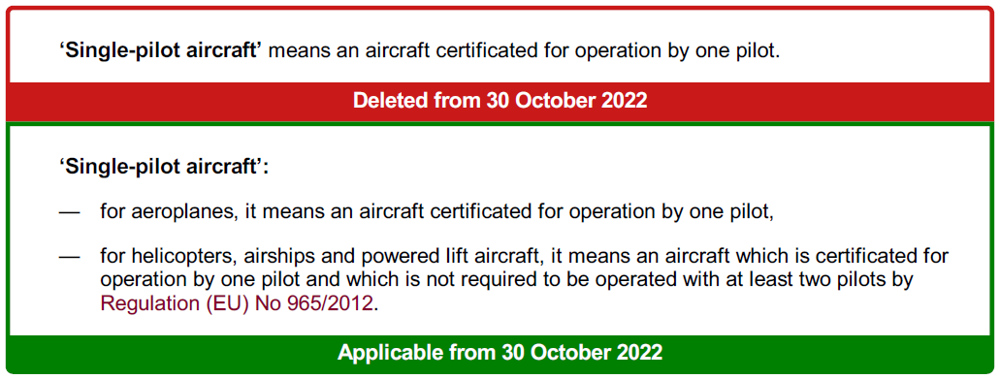 ‘Single-pilot aircraft’ means an aircraft certificated for operation by one pilot.
Deleted from 30 October 2022
‘Single-pilot aircraft’:
— for aeroplanes, it means an aircraft certificated for operation by one pilot,
— for helicopters, airships and powered lift aircraft, it means an aircraft which is certificated for
operation by one pilot and which is not required to be operated with at least two pilots by
Regulation (EU) No 965/2012.
Applicable from 30 October 2022